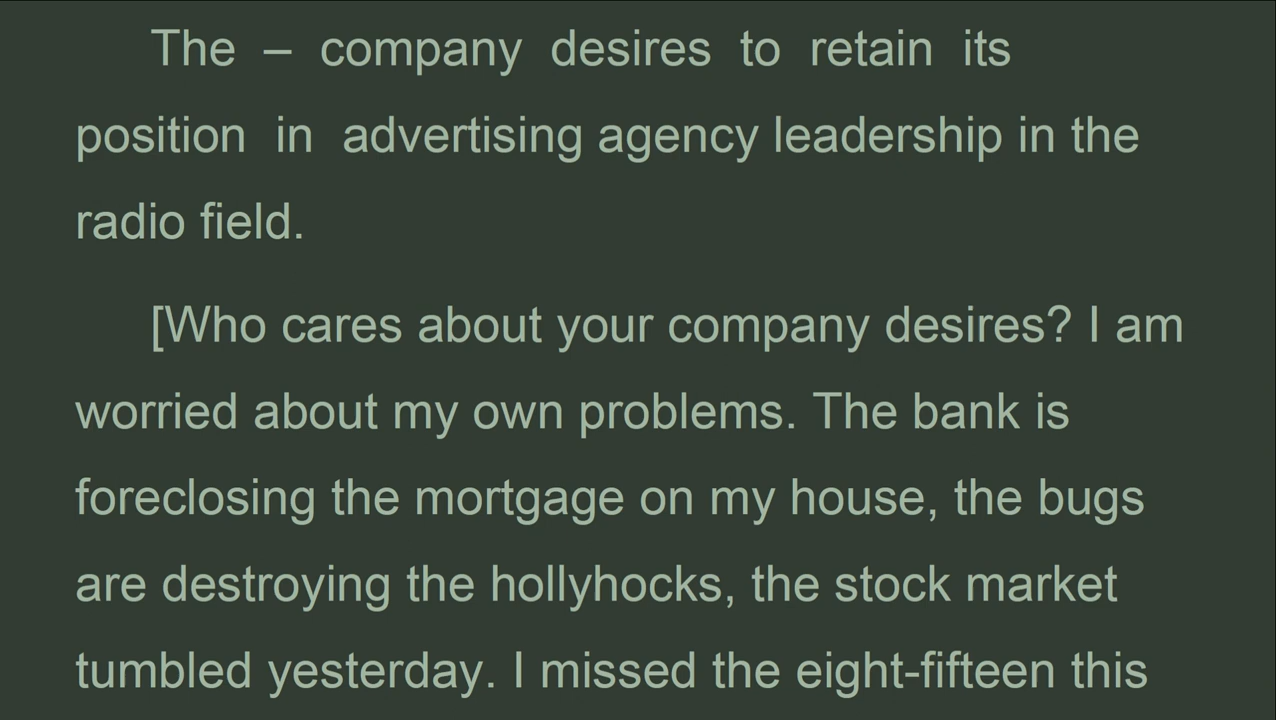 The – company desires to retain its
position in advertising agency leadership in the
radio field.
[Who cares about your company desires? I am
worried about my own problems. The bank is
foreclosing the mortgage on my house, the bugs
are destroying the hollyhocks, the stock market
tumbled yesterday. I missed the eight-fifteen this